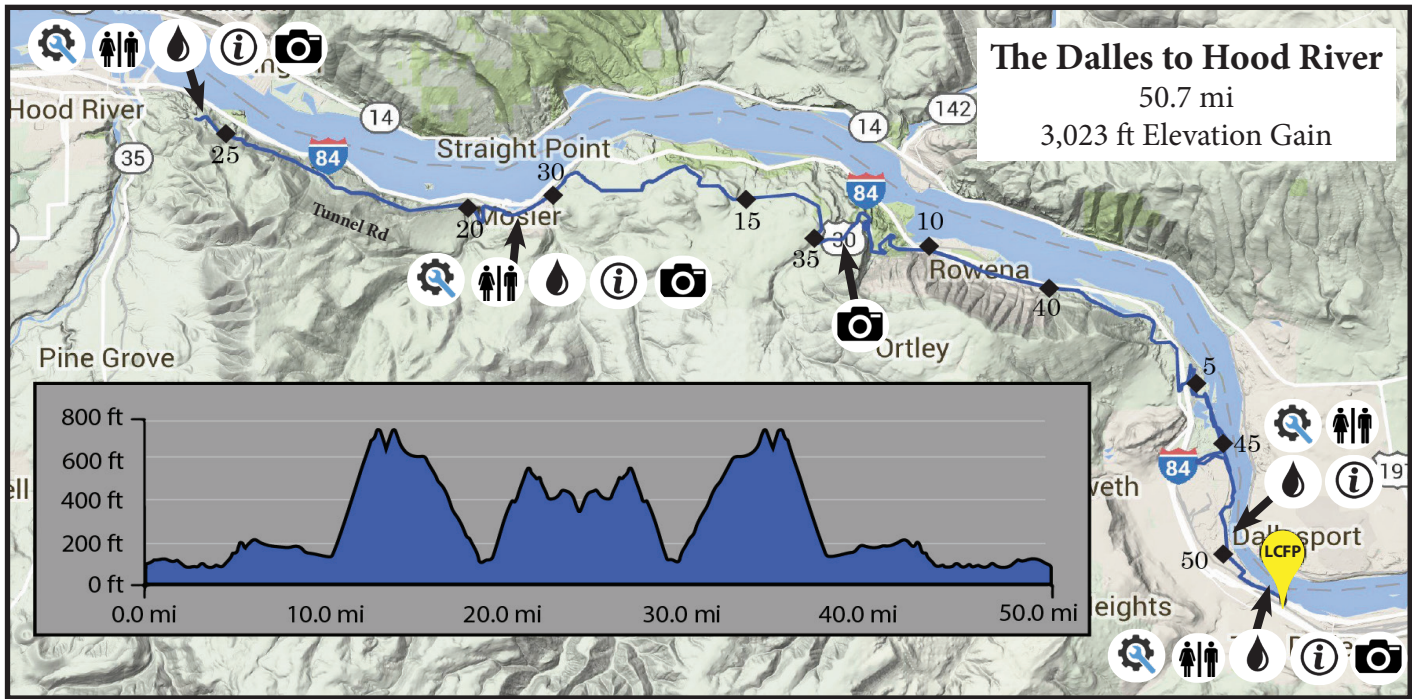 The Dalles to Hood River
50.7 mi
3,023 ft Elevation Gain
Hood River
35
25
84
14
Straight Point
30
Tunnel Rd
20
Mosier
14
142
84
15
35
30
10
Rowena
40
Ortley
Pine Grove
5
45
84
50
Dallesport
LCFP
800 ft
600 ft
400 ft
200 ft
0 ft
0.0 mi
10.0 mi
20.0 mi
30.0 mi
40.0 mi
50.0 mi